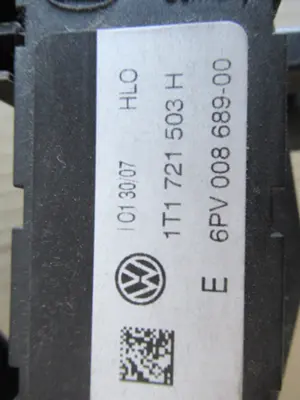 I 01 30/07 HLO
1T1 721 503 H
E 6PV 008 689-00